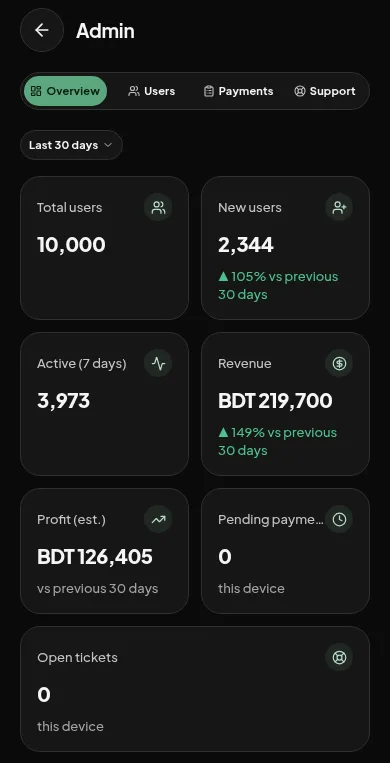 Admin
Overview
Users
Payments
Support
Last 30 days
Total users
10,000
New users
2,344
▲ 105% vs previous
30 days
Active (7 days)
3,973
Revenue
BDT 219,700
▲ 149% vs previous
30 days
Profit (est.)
BDT 126,405
vs previous 30 days
Pending payme...
0
this device
Open tickets
0
this device